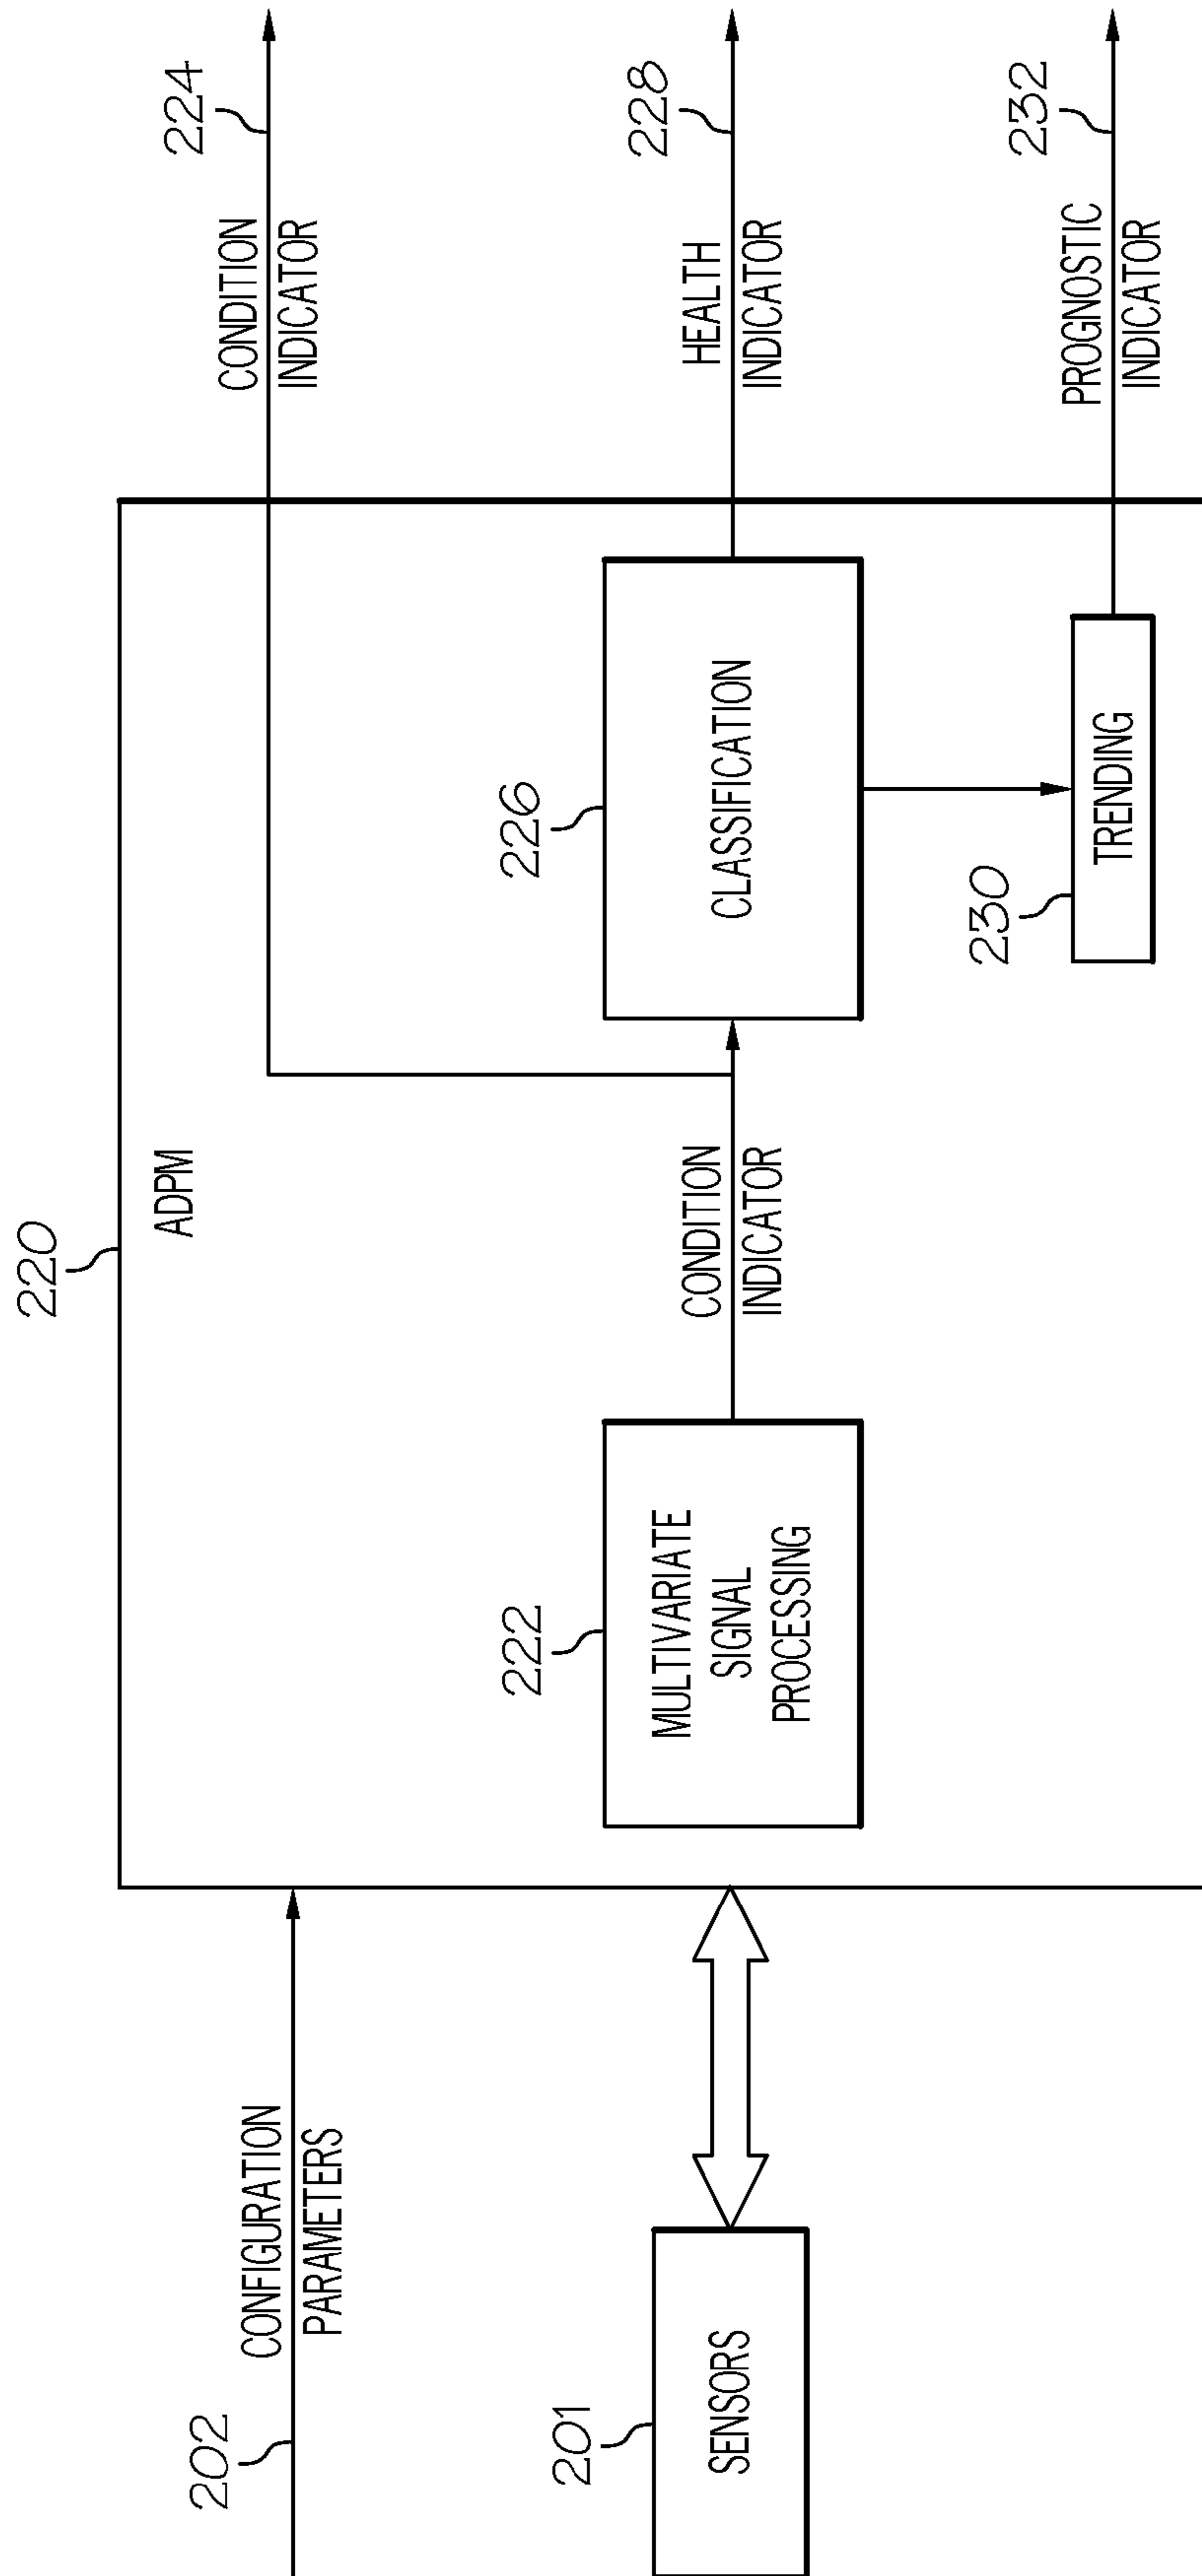 220
ADPM
202
CONFIGURATION
PARAMETERS
224
CONDITION
INDICATOR
201
SENSORS
222
MULTIVARIATE
SIGNAL
PROCESSING
CONDITION
INDICATOR
226
CLASSIFICATION
228
HEALTH
INDICATOR
230
TRENDING
232
PROGNOSTIC
INDICATOR